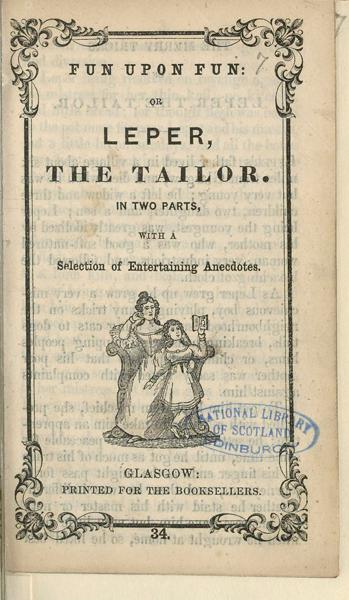 7
FUN UPON FUN:
OR
LEPER,
THE TAILOR.
IN TWO PARTS,
WITH A
Selection of Entertaining Anecdotes.
NATIONAL LIBRARY
OF SCOTLAND
EDINBURGH
GLASGOW:
PRINTED FOR THE BOOKSELLERS.
34.